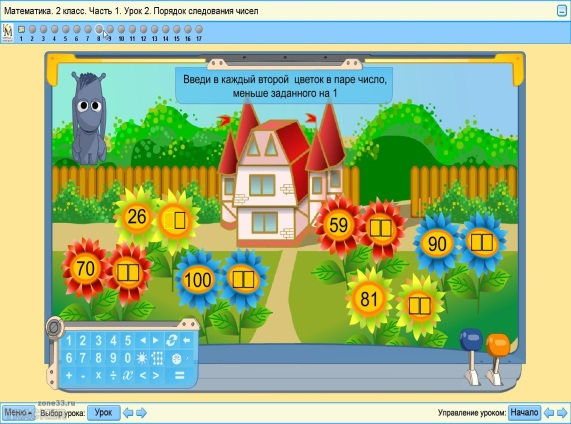 Математика. 2 класс. Часть 1. Урок 2. Порядок следования чисел
1 2 3 4 5 6 7 8 9 10 11 12 13 14 15 16 17
Введи в каждый второй цветок в паре число,
меньше заданного на 1
26
59
90
70
100
81
1 2 3 4 5
6 7 8 9 0
+ - × ÷ x < > =
zone33.ru
Меню Выбор урока: Урок
Управление уроком: Начало